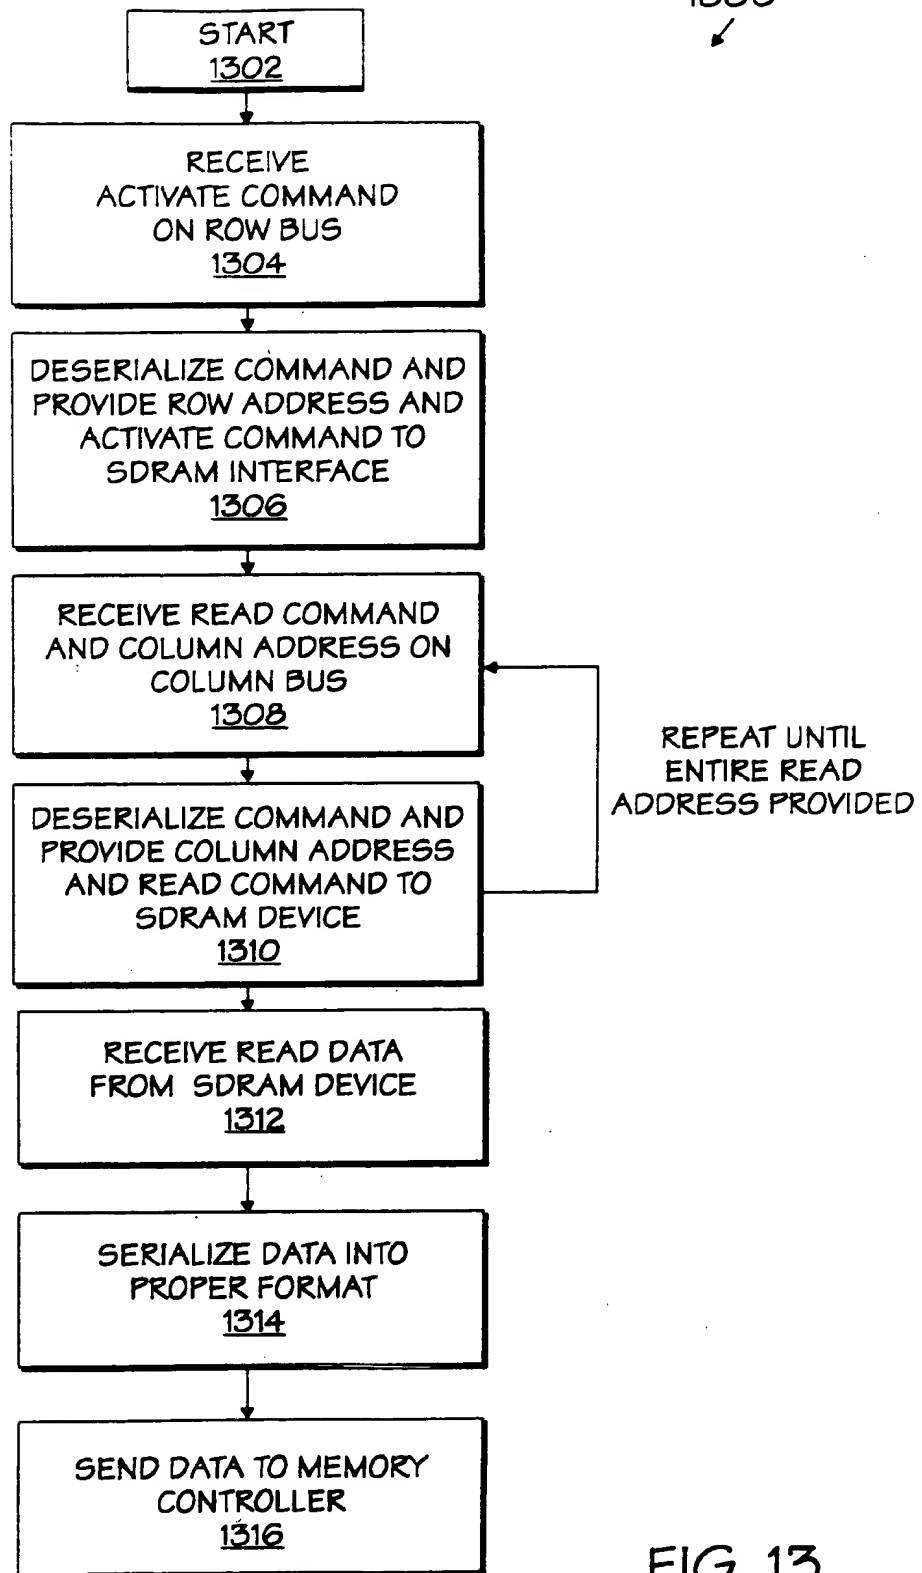 START
1302
RECEIVE
ACTIVATE COMMAND
ON ROW BUS
1304
DESERIALIZE COMMAND AND
PROVIDE ROW ADDRESS AND
ACTIVATE COMMAND TO
SDRAM INTERFACE
1306
RECEIVE READ COMMAND
AND COLUMN ADDRESS ON
COLUMN BUS
1308
REPEAT UNTIL
ENTIRE READ
ADDRESS PROVIDED
DESERIALIZE COMMAND AND
PROVIDE COLUMN ADDRESS
AND READ COMMAND TO
SDRAM DEVICE
1310
RECEIVE READ DATA
FROM SDRAM DEVICE
1312
SERIALIZE DATA INTO
PROPER FORMAT
1314
SEND DATA TO MEMORY
CONTROLLER
1316
FIG. 13